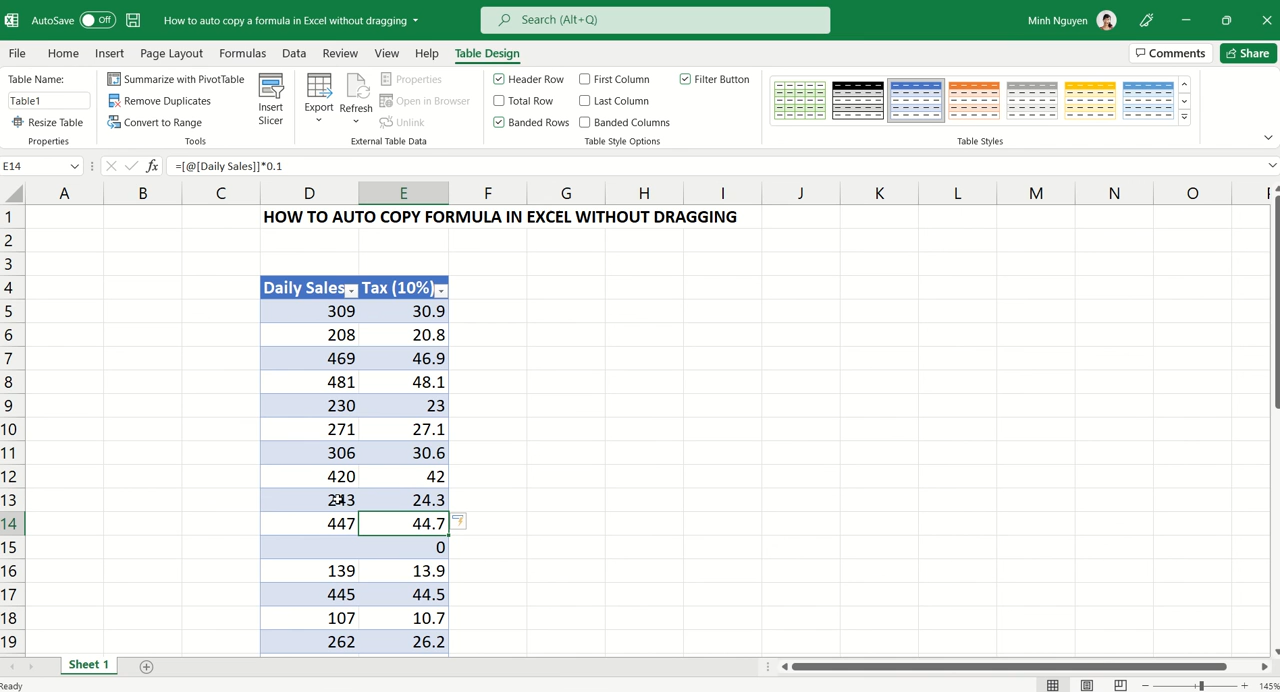 AutoSave Off How to auto copy a formula in Excel without dragging Search (Alt+Q) Minh Nguyen
File Home Insert Page Layout Formulas Data Review View Help Table Design Comments Share
Table Name: Summarize with PivotTable Properties Header Row First Column Filter Button
Table1 Remove Duplicates Insert Slicer Export Refresh Open in Browser Total Row Last Column
Resize Table Convert to Range Unlink Banded Rows Banded Columns
Properties Tools External Table Data Table Style Options Table Styles
E14 fx =[@[Daily Sales]]*0.1
A B C D E F G H I J K L M N O
1 HOW TO AUTO COPY FORMULA IN EXCEL WITHOUT DRAGGING
2
3
4 Daily Sales Tax (10%)
5 309 30.9
6 208 20.8
7 469 46.9
8 481 48.1
9 230 23
10 271 27.1
11 306 30.6
12 420 42
13 243 24.3
14 447 44.7
15 0
16 139 13.9
17 445 44.5
18 107 10.7
19 262 26.2
Sheet 1
Ready 145%